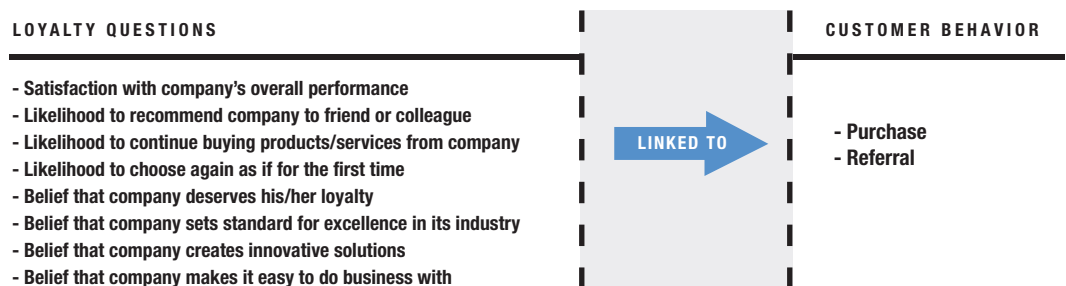 LOYALTY QUESTIONS
- Satisfaction with company’s overall performance
- Likelihood to recommend company to friend or colleague
- Likelihood to continue buying products/services from company
- Likelihood to choose again as if for the first time
- Belief that company deserves his/her loyalty
- Belief that company sets standard for excellence in its industry
- Belief that company creates innovative solutions
- Belief that company makes it easy to do business with
LINKED TO
CUSTOMER BEHAVIOR
- Purchase
- Referral